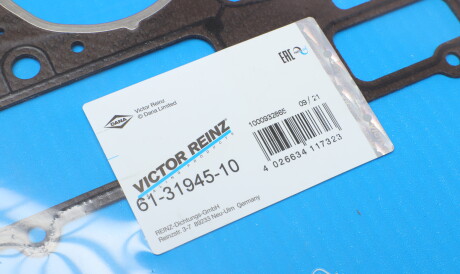 DANA
Victor Reinz
© Dana Limited
EAC
VICTOR REINZ
61-31945-10
1000932865
09/21
4 026634 117323
REINZ-Dichtungs-GmbH
Reinzstr. 3-7 89233 Neu-Ulm, Germany